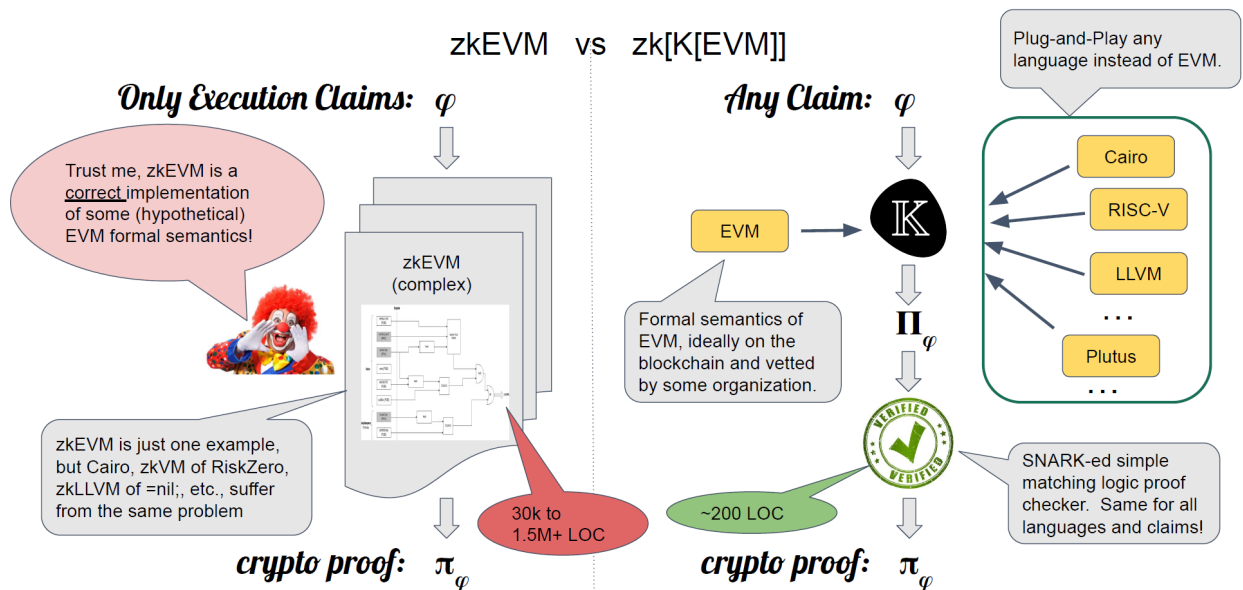 zkEVM vs zk[K[EVM]]
Only Execution Claims: φ
Trust me, zkEVM is a
correct implementation
of some (hypothetical)
EVM formal semantics!
zkEVM
(complex)
zkEVM is just one example,
but Cairo, zkVM of RiskZero,
zkLLVM of =nil;, etc., suffer
from the same problem
30k to
1.5M+ LOC
crypto proof: π φ
Any Claim: φ
Plug-and-Play any
language instead of EVM.
EVM
𝕂
Formal semantics of
EVM, ideally on the
blockchain and vetted
by some organization.
Π φ
Cairo
RISC-V
LLVM
...
Plutus
...
VERIFIED
VERIFIED
~200 LOC
SNARK-ed simple
matching logic proof
checker. Same for all
languages and claims!
crypto proof: π φ